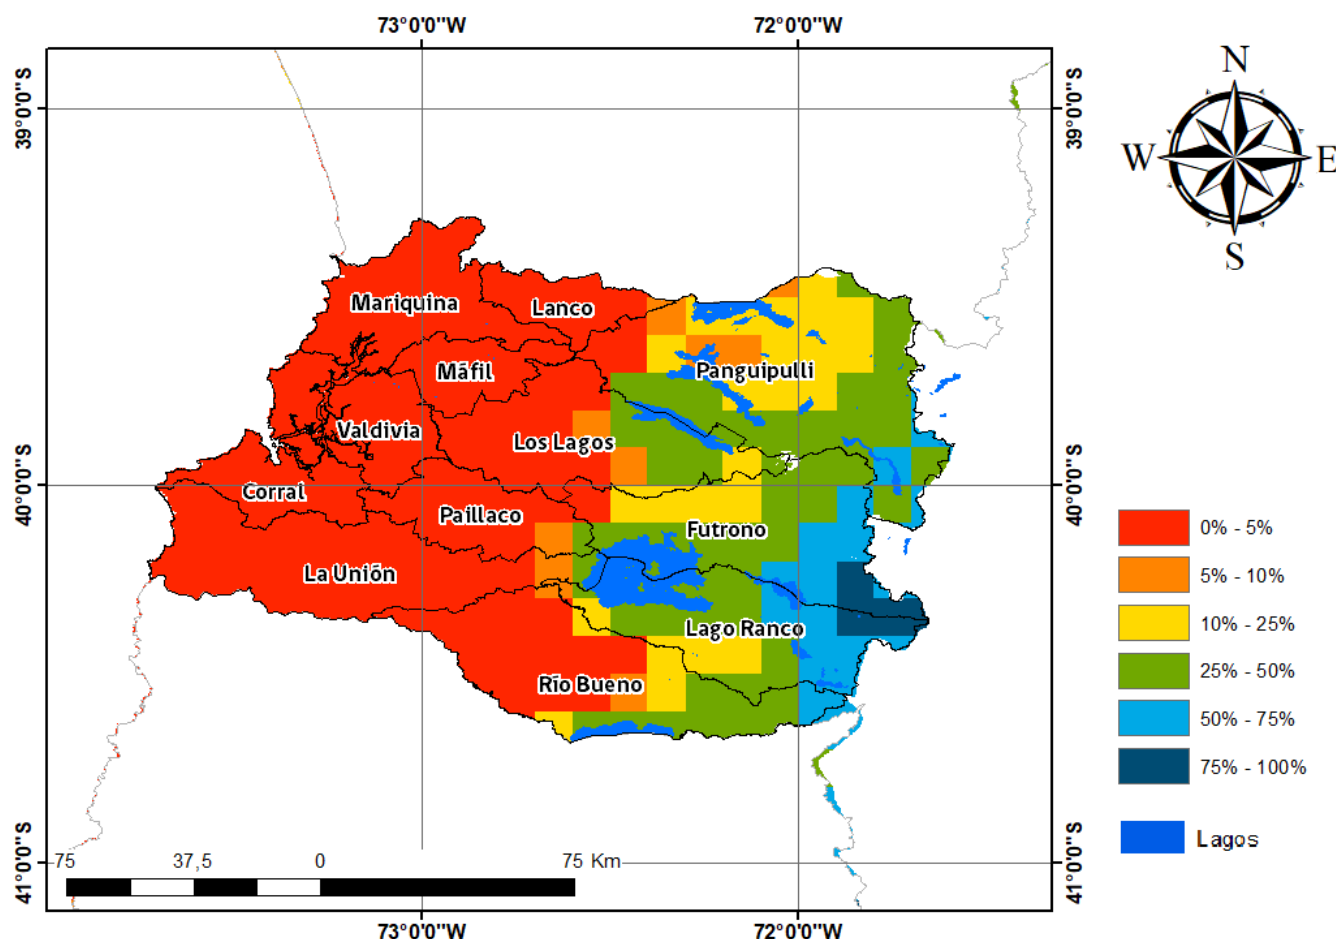 73°0'0"W 72°0'0"W
39°0'0"S 39°0'0"S
N
W E
S
Mariquina Lanco
Máfil Panguipulli
Valdivia Los Lagos
Corral
Paillaco Futrono
La Unión
Lago Ranco
Río Bueno
40°0'0"S 40°0'0"S
0% - 5%
5% - 10%
10% - 25%
25% - 50%
50% - 75%
75% - 100%
Lagos
75 37,5 0 75 Km
41°0'0"S 41°0'0"S
73°0'0"W 72°0'0"W